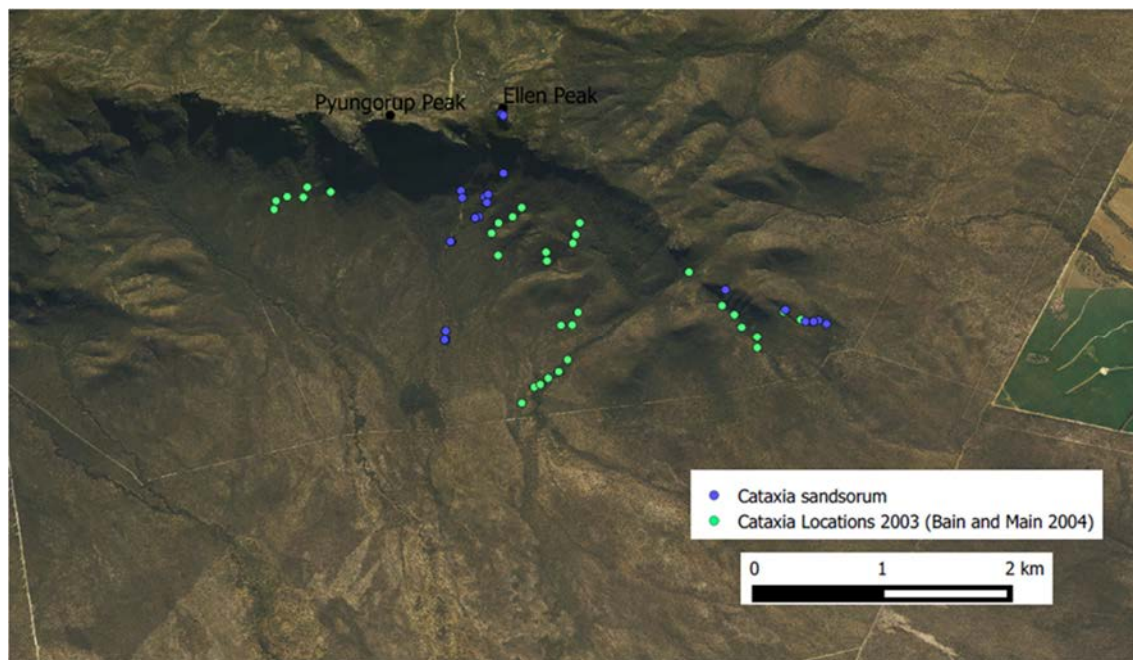 Pyungorup Peak
Ellen Peak
Cataxia sandsorum
Cataxia Locations 2003 (Bain and Main 2004)
0 1 2 km